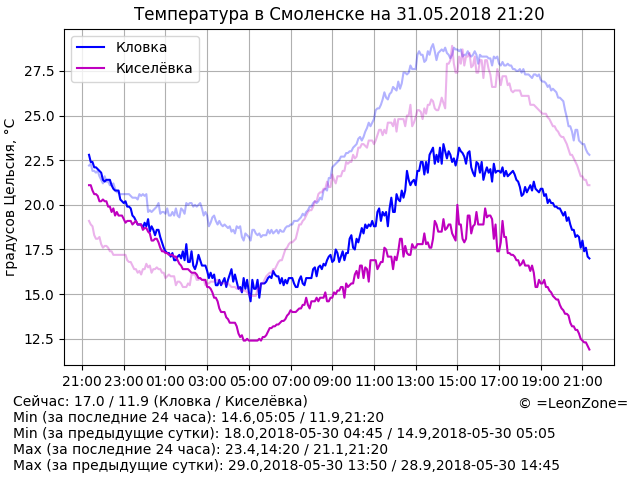 Температура в Смоленске на 31.05.2018 21:20
градусов Цельсия, °C
27.5
25.0
22.5
20.0
17.5
15.0
12.5
Кловка
Киселёвка
21:00 23:00 01:00 03:00 05:00 07:00 09:00 11:00 13:00 15:00 17:00 19:00 21:00
Сейчас: 17.0 / 11.9 (Кловка / Киселёвка)
© =LeonZone=
Min (за последние 24 часа): 14.6,05:05 / 11.9,21:20
Min (за предыдущие сутки): 18.0,2018-05-30 04:45 / 14.9,2018-05-30 05:05
Max (за последние 24 часа): 23.4,14:20 / 21.1,21:20
Max (за предыдущие сутки): 29.0,2018-05-30 13:50 / 28.9,2018-05-30 14:45